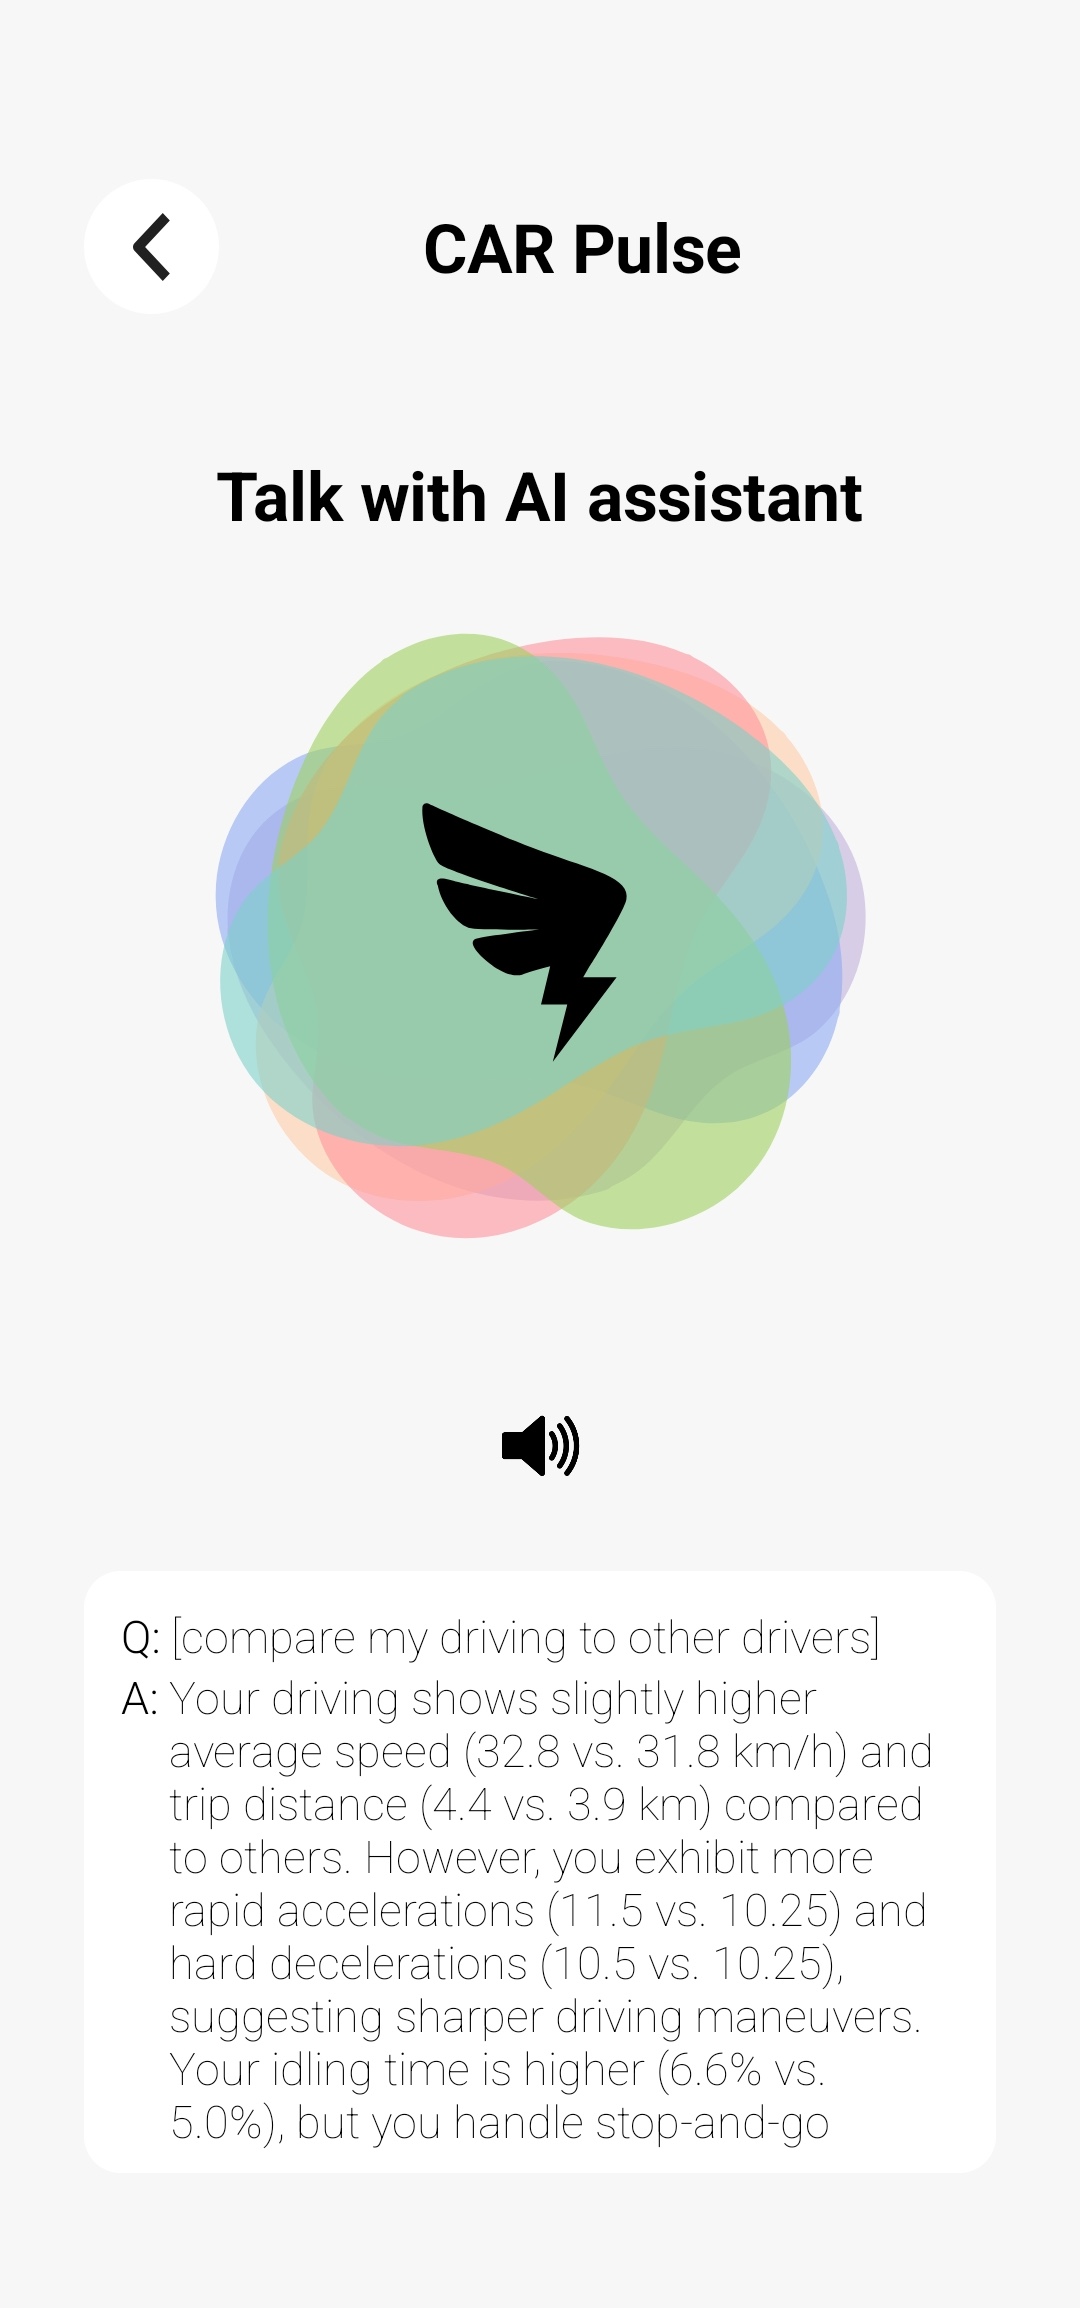 CAR Pulse
Talk with AI assistant
Q: [compare my driving to other drivers]
A: Your driving shows slightly higher
average speed (32.8 vs. 31.8 km/h) and
trip distance (4.4 vs. 3.9 km) compared
to others. However, you exhibit more
rapid accelerations (11.5 vs. 10.25) and
hard decelerations (10.5 vs. 10.25),
suggesting sharper driving maneuvers.
Your idling time is higher (6.6% vs.
5.0%), but you handle stop-and-go